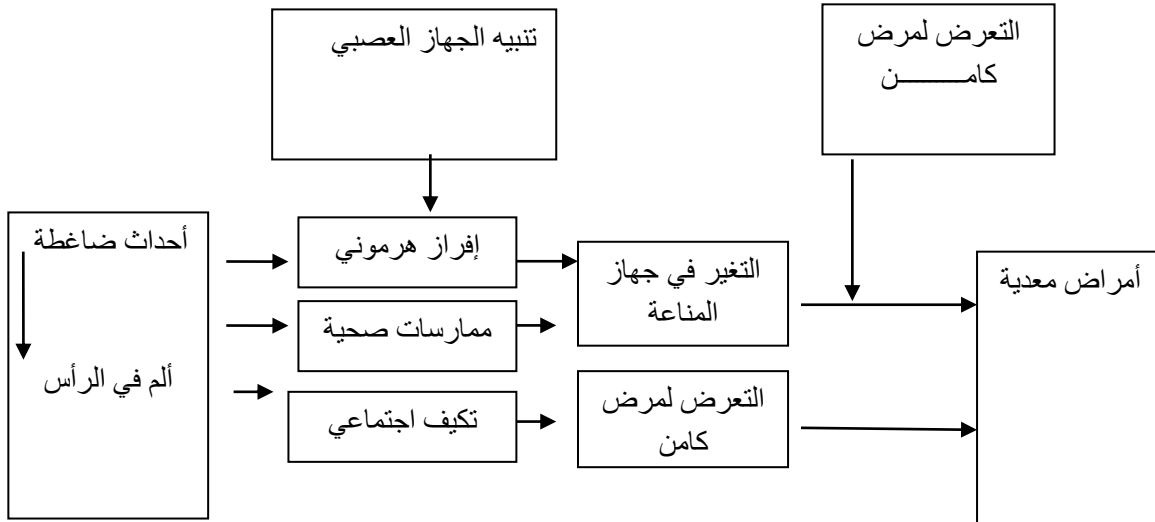 تنبيه الجهاز العصبي
التعرض لمرض
كامـــــــــن
أحداث ضاغطة
ألم في الرأس
إفراز هرموني
ممارسات صحية
تكيف اجتماعي
التغير في جهاز
المناعة
التعرض لمرض
كامن
أمراض معدية